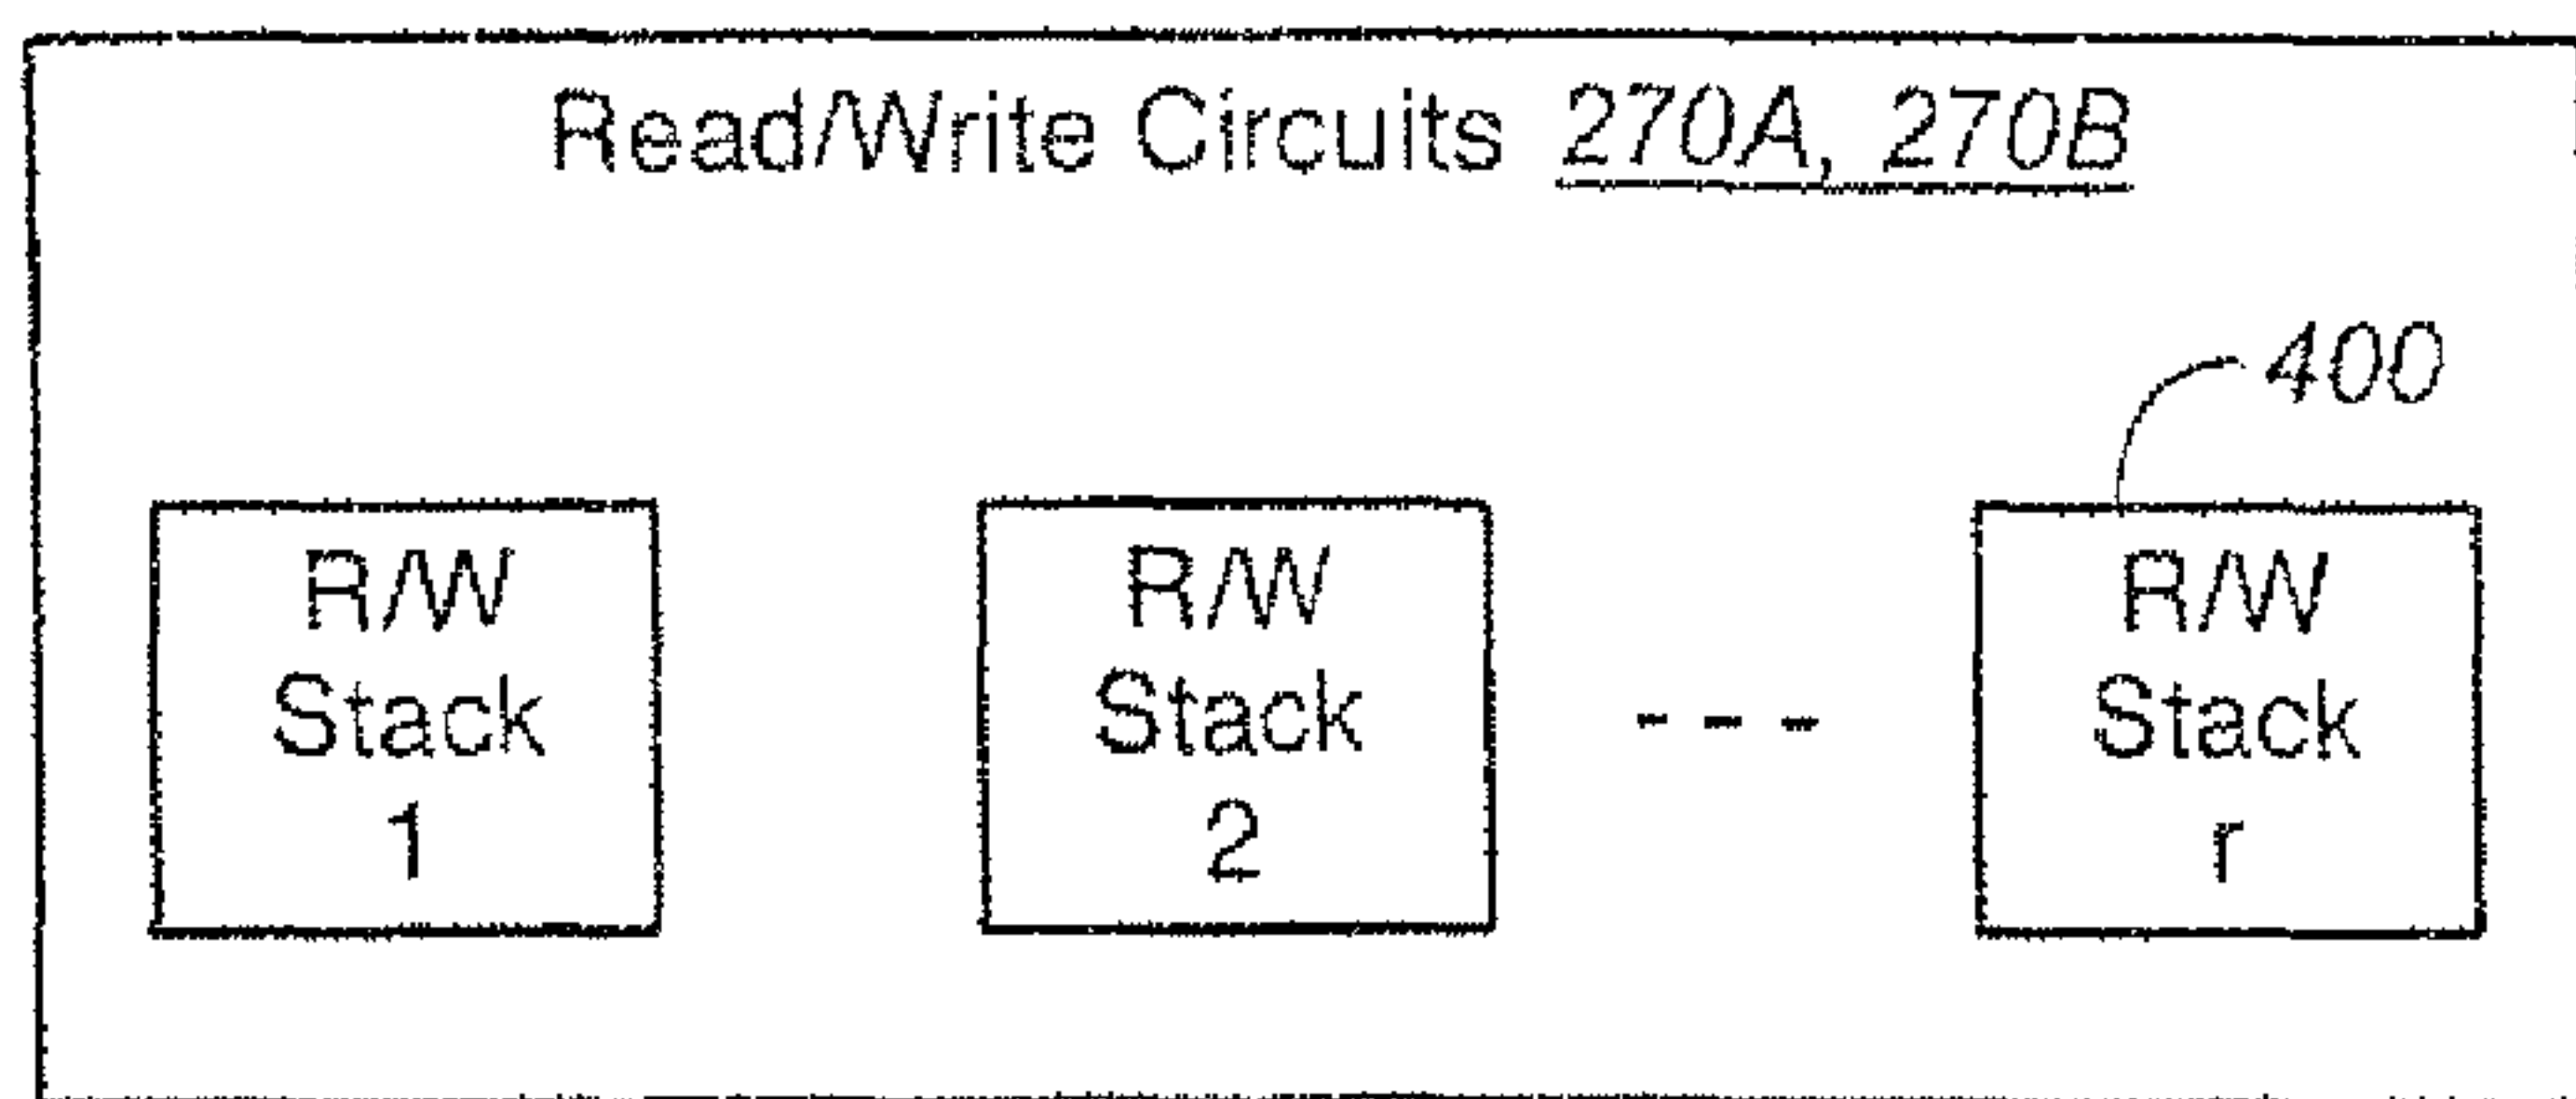 Read/Write Circuits 270A, 270B
400
R/W
Stack
1
R/W
Stack
2
R/W
Stack
r